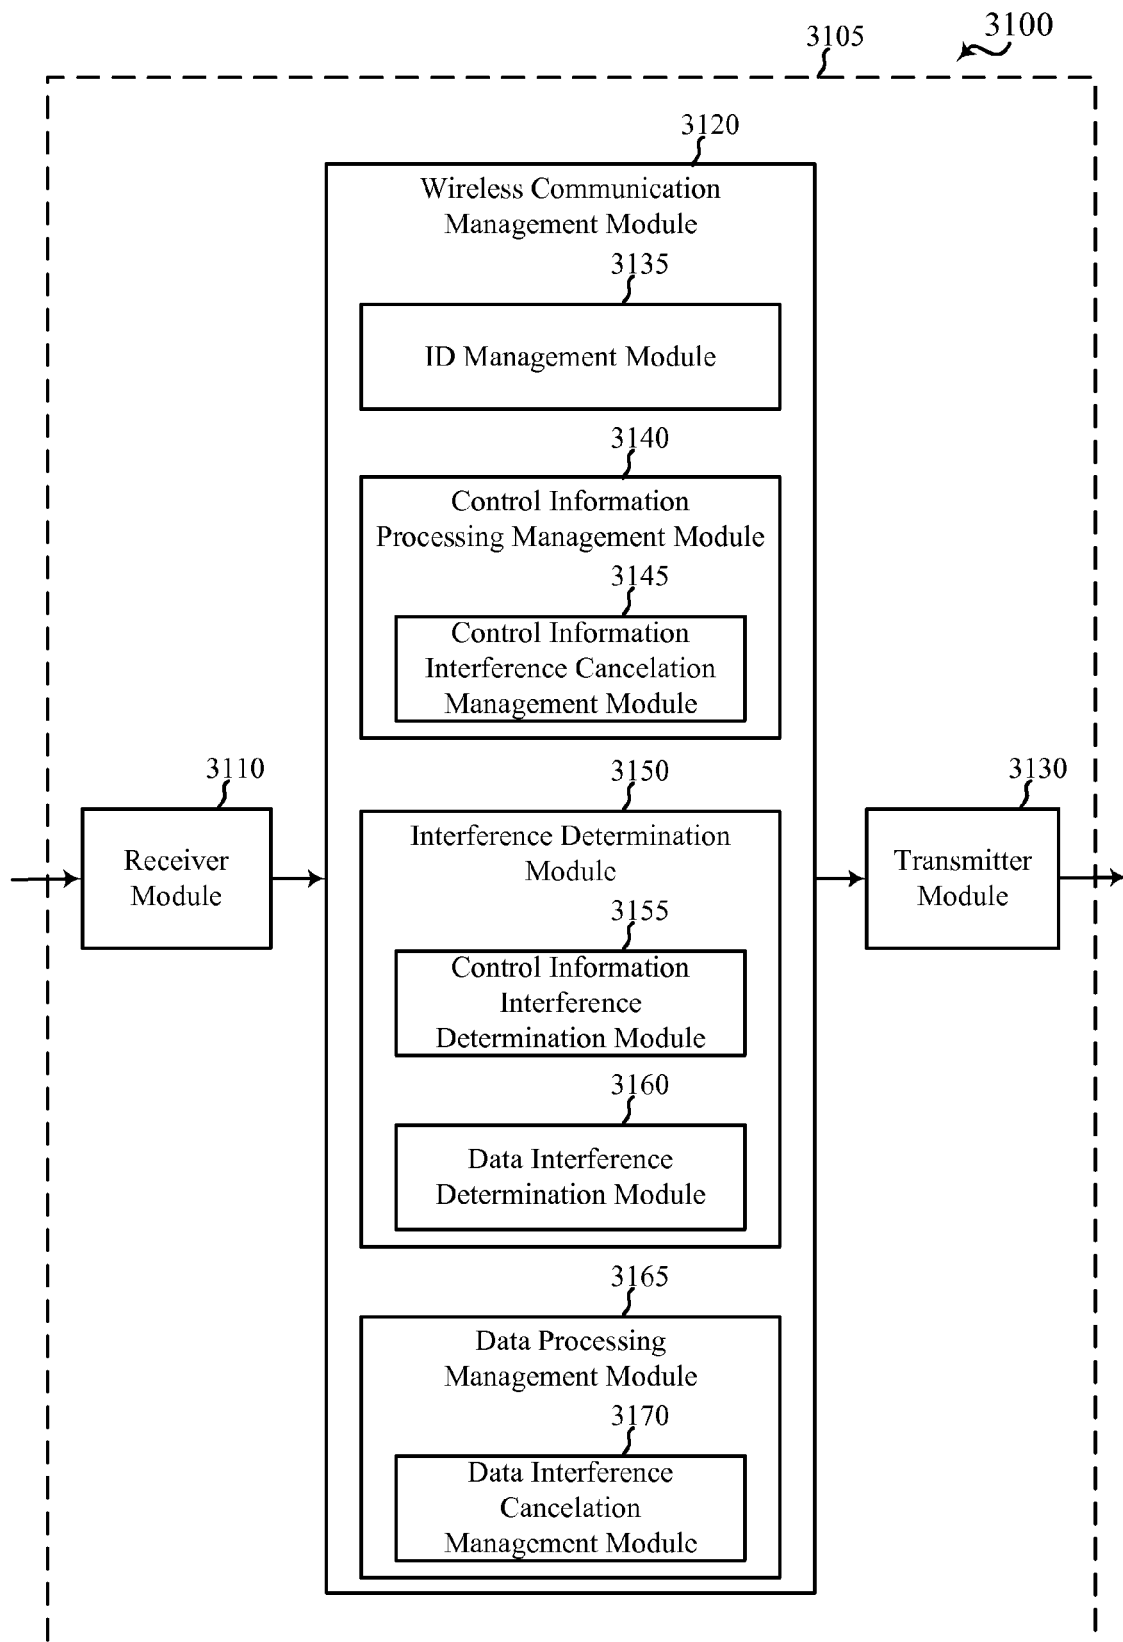 3100
3105
3120
Wireless Communication
Management Module
3135
ID Management Module
3140
Control Information
Processing Management Module
3145
Control Information
Interference Cancelation
Management Module
3110
Receiver
Module
3150
Interference Determination
Module
3155
Control Information
Interference
Determination Module
3160
Data Interference
Determination Module
3130
Transmitter
Module
3165
Data Processing
Management Module
3170
Data Interference
Cancelation
Management Module